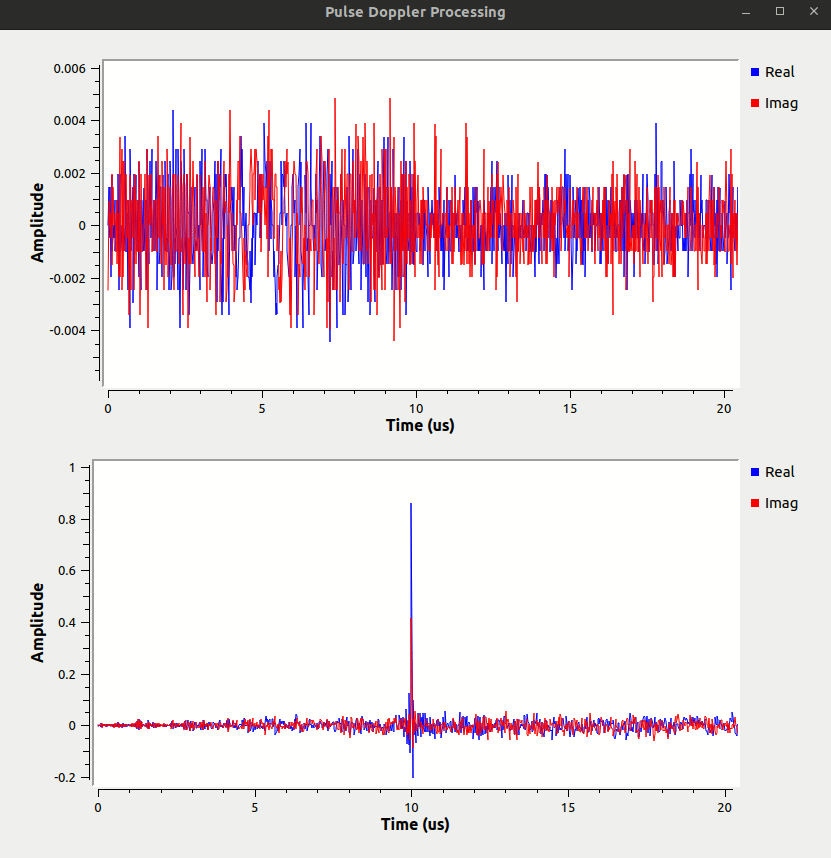 Pulse Doppler Processing
Real
Imag
0.006
0.004
0.002
0
-0.002
-0.004
Amplitude
0 5 10 15 20
Time (us)
Real
Imag
1
0.8
0.6
0.4
0.2
0
-0.2
Amplitude
0 5 10 15 20
Time (us)